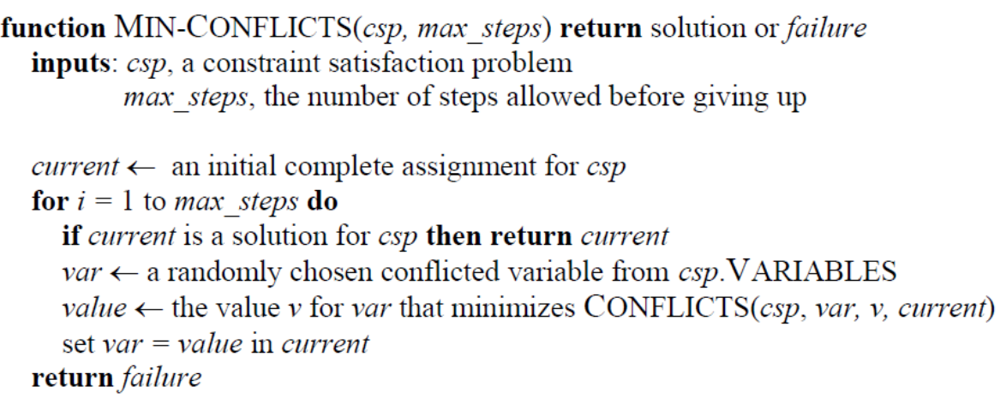 function MIN-CONFLICTS(csp, max_steps) return solution or failure
inputs: csp, a constraint satisfaction problem
max_steps, the number of steps allowed before giving up
current ← an initial complete assignment for csp
for i = 1 to max_steps do
if current is a solution for csp then return current
var ← a randomly chosen conflicted variable from csp.VARIABLES
value ← the value v for var that minimizes CONFLICTS(csp, var, v, current)
set var = value in current
return failure